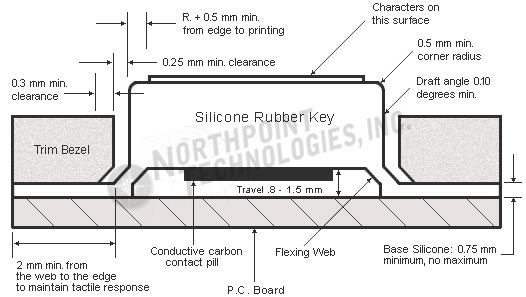 Characters on
this surface
R. + 0.5 mm min.
from edge to printing
0.5 mm min.
corner radius
0.25 mm min. clearance
0.3 mm min.
clearance
Draft angle 0.10
degrees min.
Silicone Rubber Key
Trim Bezel
NORTHPOINT
TECHNOLOGIES, INC.
Travel .8 - 1.5 mm
Conductive carbon
contact pill
Flexing Web
Base Silicone: 0.75 mm
minimum, no maximum
2 mm min. from
the web to the edge
to maintain tactile response
P.C. Board